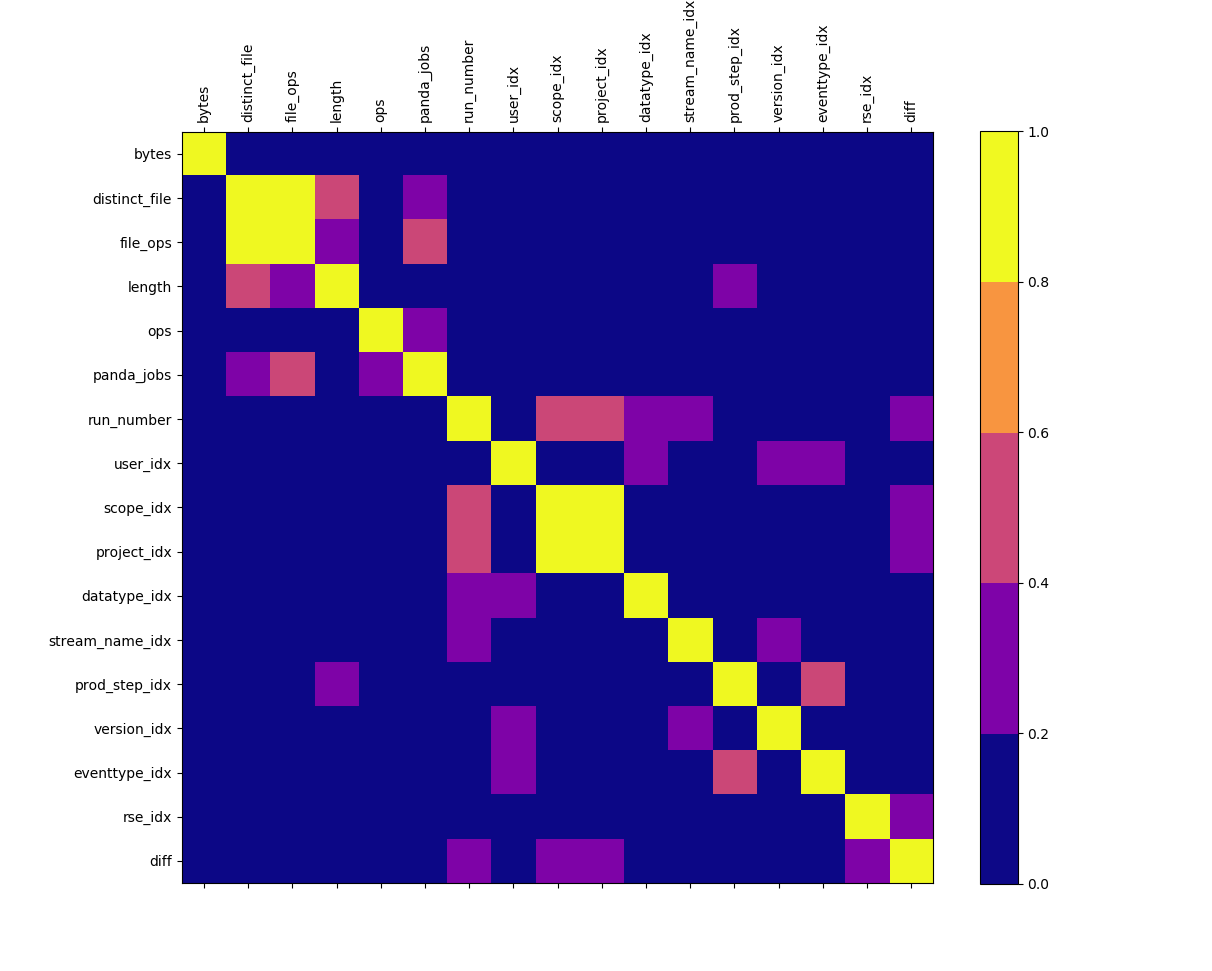 bytes
distinct_file
file_ops
length
ops
panda_jobs
run_number
user_idx
scope_idx
project_idx
datatype_idx
stream_name_idx
prod_step_idx
version_idx
eventtype_idx
rse_idx
diff
bytes
distinct_file
file_ops
length
ops
panda_jobs
run_number
user_idx
scope_idx
project_idx
datatype_idx
stream_name_idx
prod_step_idx
version_idx
eventtype_idx
rse_idx
diff
1.0
0.8
0.6
0.4
0.2
0.0